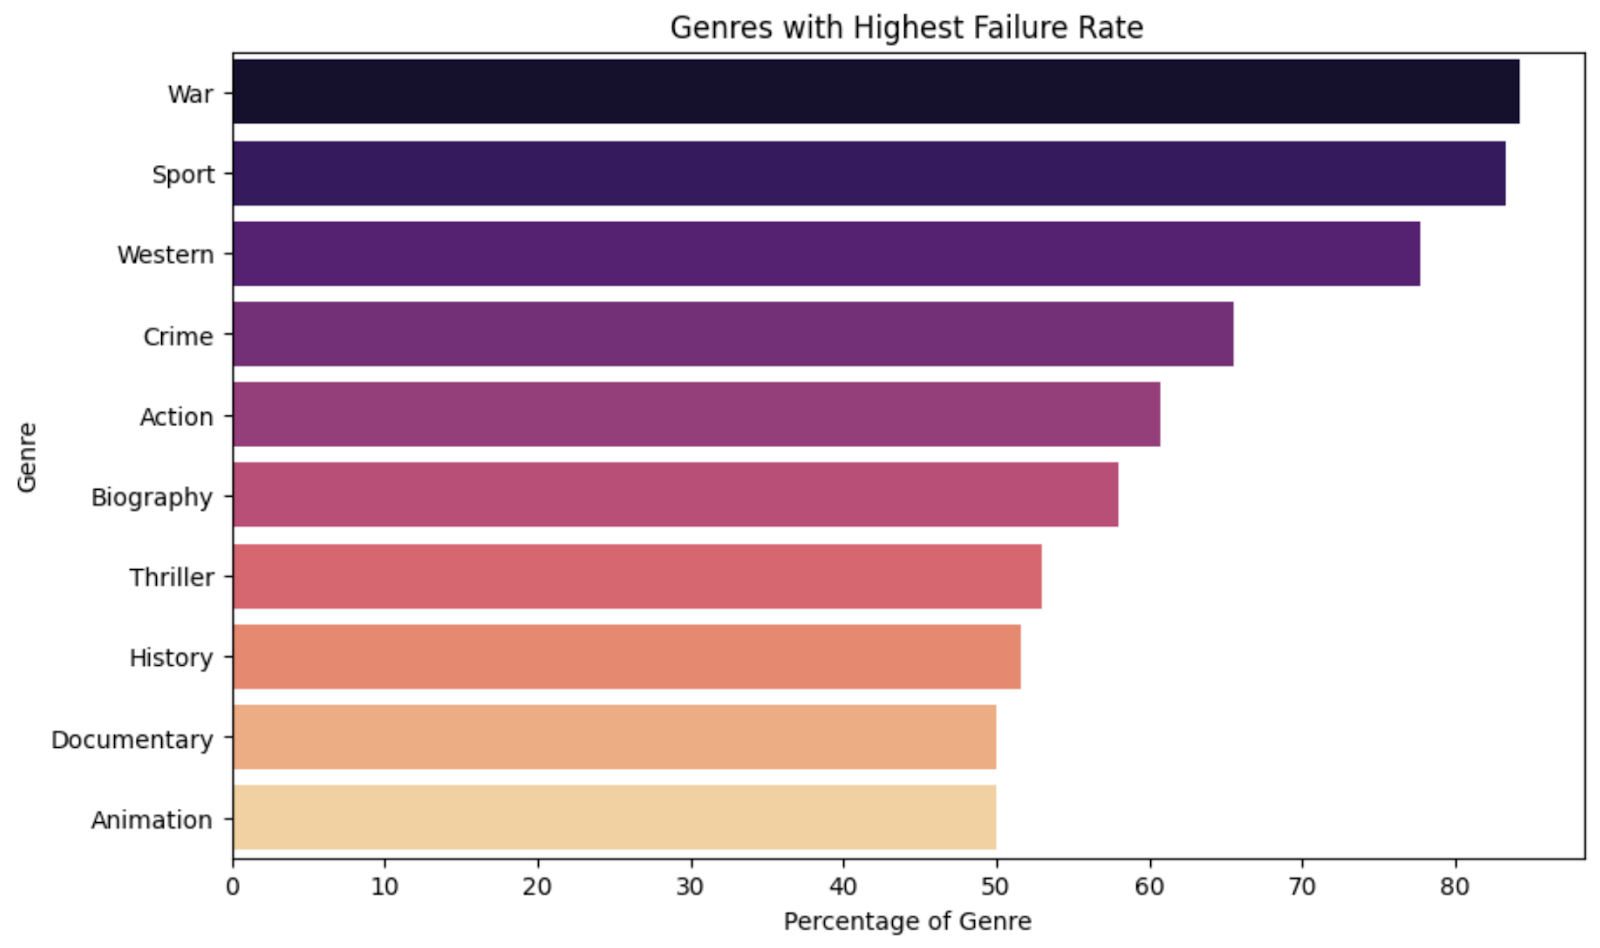 Genres with Highest Failure Rate
War
Sport
Western
Crime
Action
Biography
Thriller
History
Documentary
Animation
Genre
0 10 20 30 40 50 60 70 80
Percentage of Genre